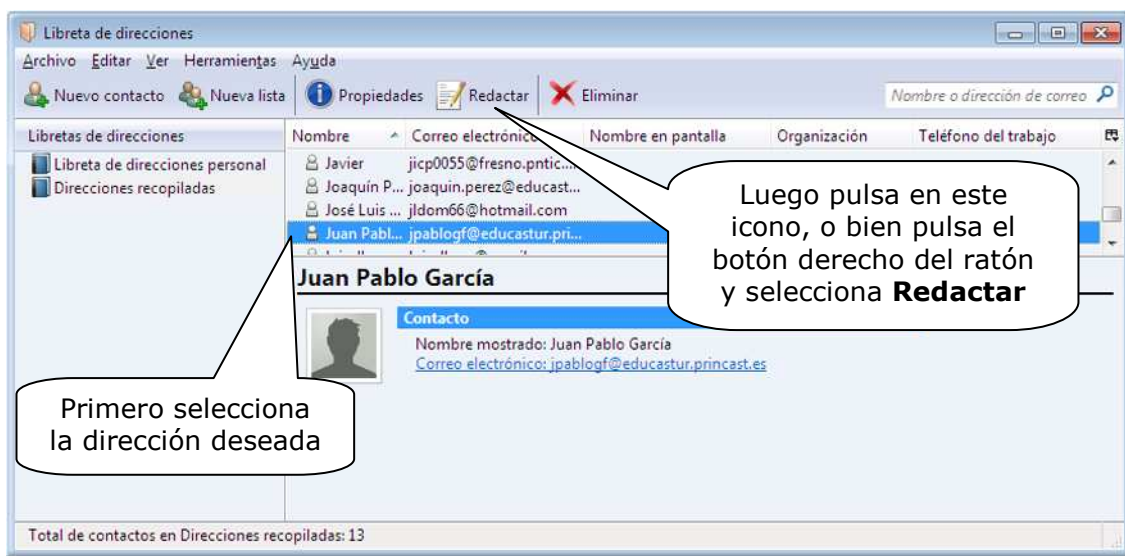 Libreta de direcciones
Archivo Editar Ver Herramientas Ayuda
Nuevo contacto Nueva lista Propiedades Redactar Eliminar Nombre o dirección de correo
Libretas de direcciones
Libreta de direcciones personal
Direcciones recopiladas
Nombre Correo electrónico Nombre en pantalla Organización Teléfono del trabajo
Javier jicp0055@fresno.pntic....
Joaquín P... joaquin.perez@educast...
José Luis ... jldom66@hotmail.com
Juan Pabl... jpablogf@educastur.pri...
Luego pulsa en este
icono, o bien pulsa el
botón derecho del ratón
y selecciona Redactar
Juan Pablo García
Contacto
Nombre mostrado: Juan Pablo García
Correo electrónico: jpablogf@educastur.princast.es
Primero selecciona
la dirección deseada
Total de contactos en Direcciones recopiladas: 13